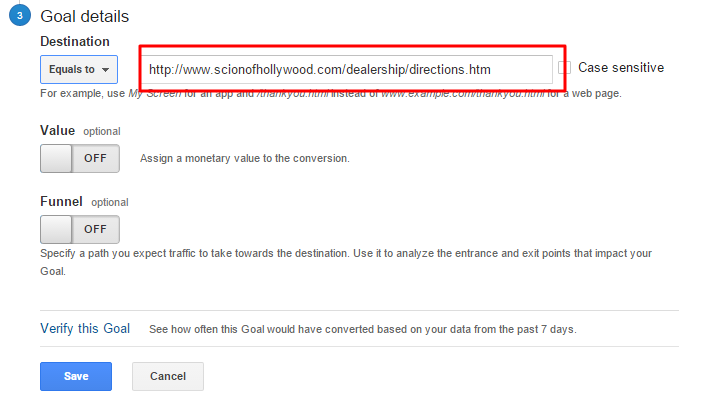 3 Goal details
Destination
Equals to http://www.scionofhollywood.com/dealership/directions.htm Case sensitive
For example, use My Screen for an app and /thankyou.html instead of www.example.com/thankyou.html for a web page.
Value optional
OFF Assign a monetary value to the conversion.
Funnel optional
OFF
Specify a path you expect traffic to take towards the destination. Use it to analyze the entrance and exit points that impact your
Goal.
Verify this Goal See how often this Goal would have converted based on your data from the past 7 days.
Save Cancel